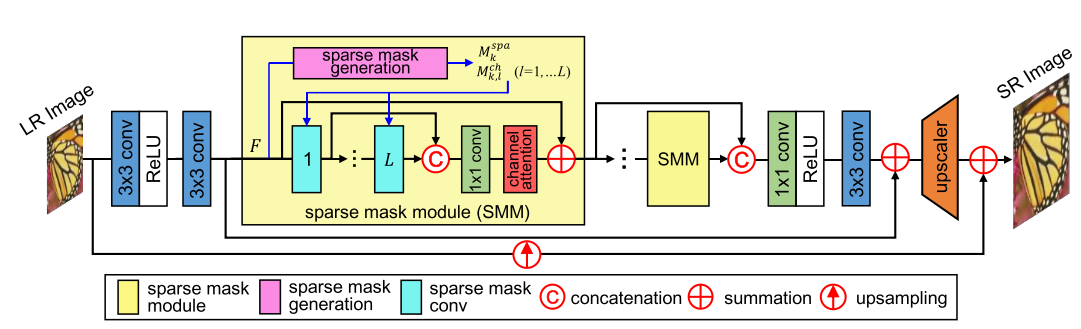 LR Image
3x3 conv
ReLU
3x3 conv
sparse mask
generation
M_k^{spa}
M_{k,l}^{ch} (l=1,...L)
F
1
⋮
L
C
1x1 conv
channel
attention
sparse mask module (SMM)
⋮
SMM
C
1x1 conv
ReLU
3x3 conv
upscaler
SR Image
sparse mask
module
sparse mask
generation
sparse mask
conv
C concatenation
summation
upsampling